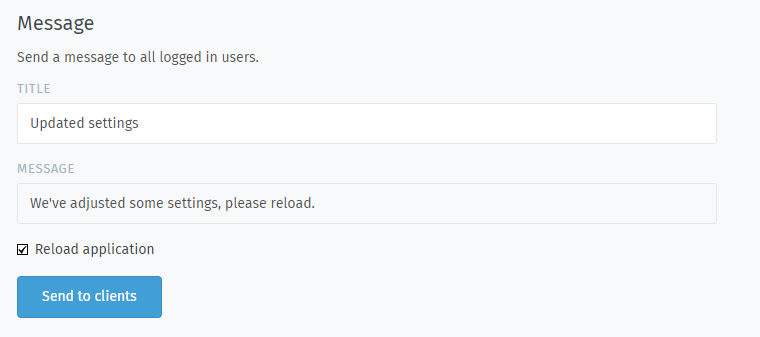 Message
Send a message to all logged in users.
TITLE
Updated settings
MESSAGE
We've adjusted some settings, please reload.
Reload application
Send to clients